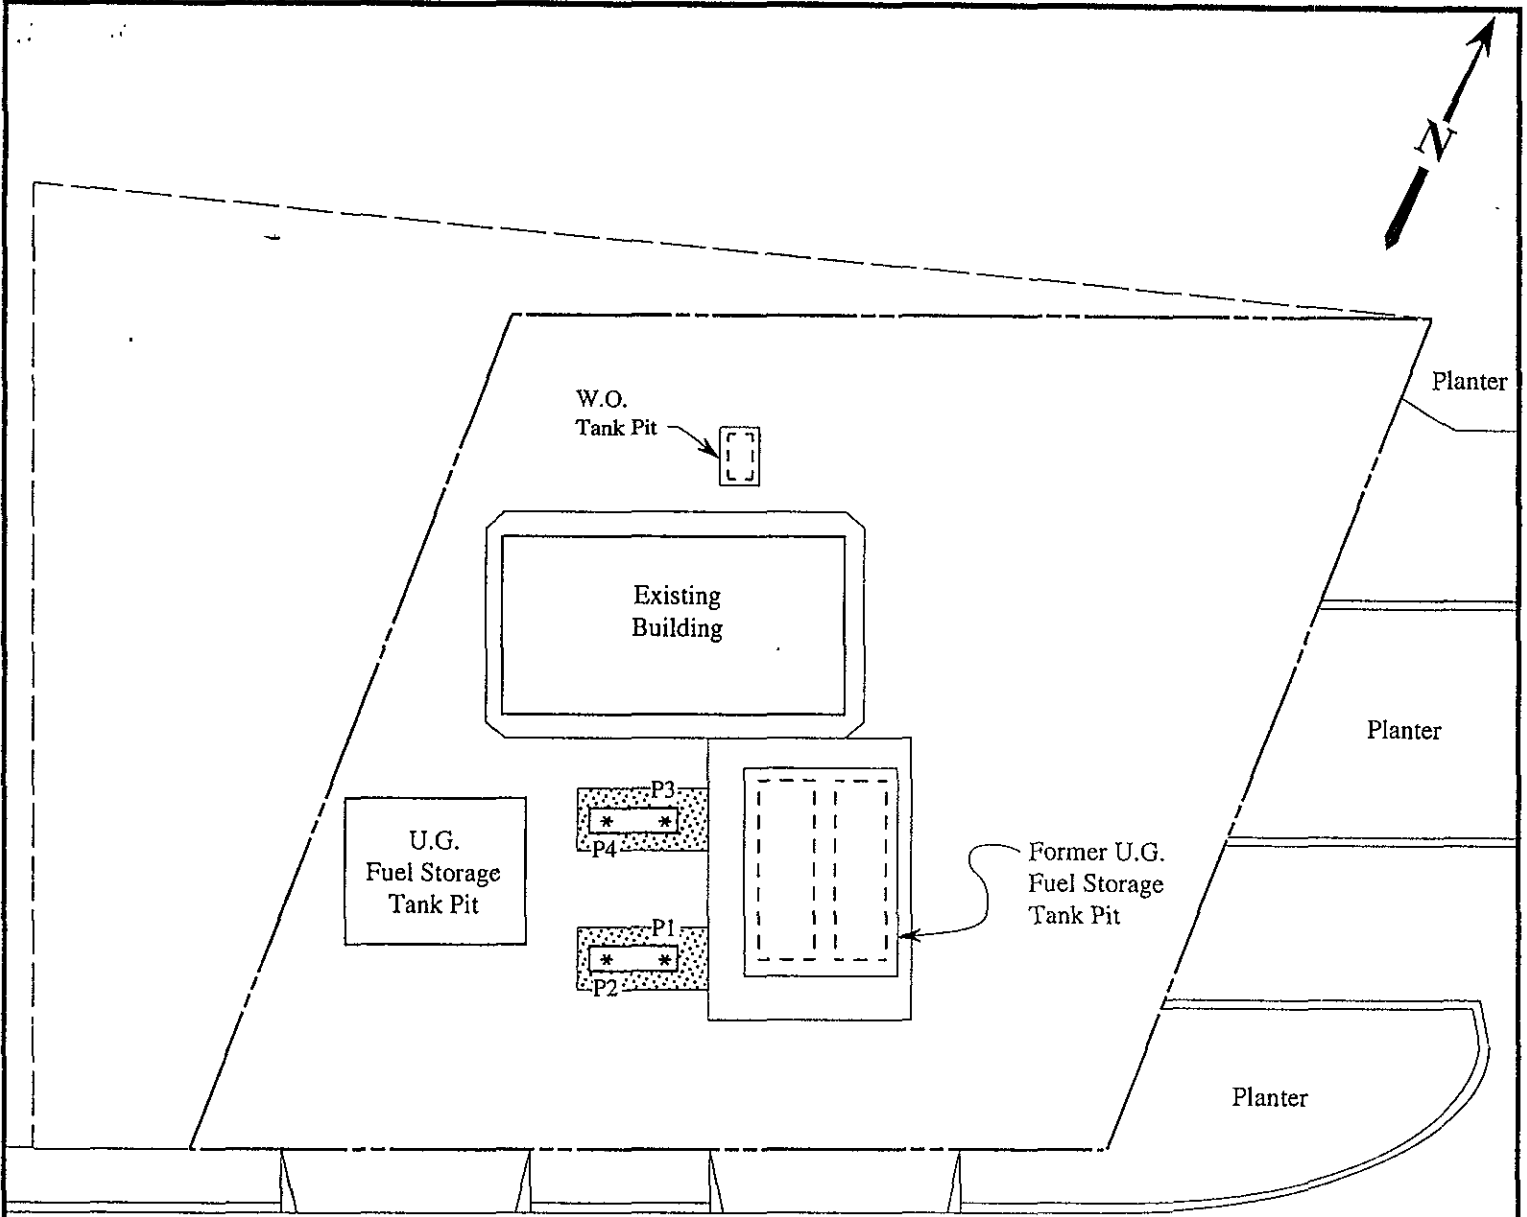 N
Planter
W.O.
Tank Pit
Existing
Building
Planter
P3
U.G.
Fuel Storage
Tank Pit
* *
P4
Former U.G.
Fuel Storage
Tank Pit
P1
* *
P2
Planter